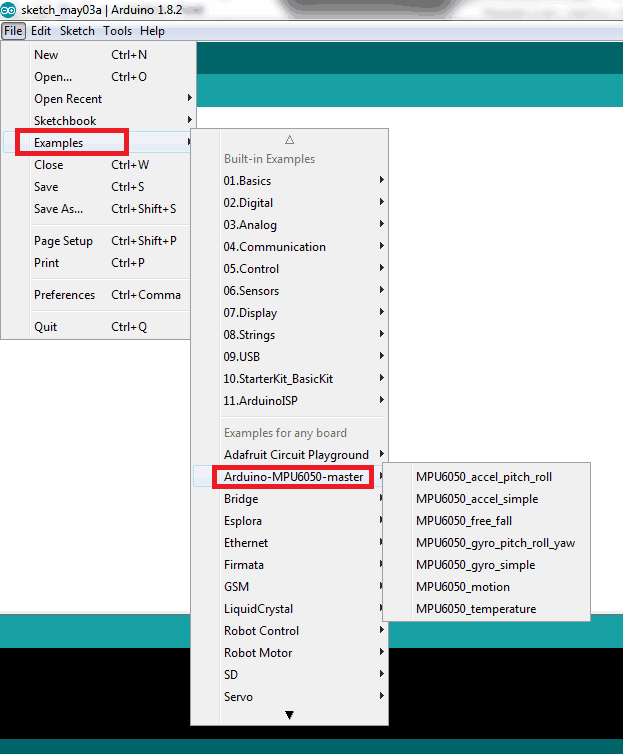 sketch_may03a | Arduino 1.8.2
File Edit Sketch Tools Help
New Ctrl+N
Open... Ctrl+O
Open Recent
Sketchbook
Examples
Close Ctrl+W
Save Ctrl+S
Save As... Ctrl+Shift+S
Page Setup Ctrl+Shift+P
Print Ctrl+P
Preferences Ctrl+Comma
Quit Ctrl+Q
Built-in Examples
01.Basics
02.Digital
03.Analog
04.Communication
05.Control
06.Sensors
07.Display
08.Strings
09.USB
10.StarterKit_BasicKit
11.ArduinoISP
Examples for any board
Adafruit Circuit Playground
Arduino-MPU6050-master
Bridge
Esplora
Ethernet
Firmata
GSM
LiquidCrystal
Robot Control
Robot Motor
SD
Servo
MPU6050_accel_pitch_roll
MPU6050_accel_simple
MPU6050_free_fall
MPU6050_gyro_pitch_roll_yaw
MPU6050_gyro_simple
MPU6050_motion
MPU6050_temperature